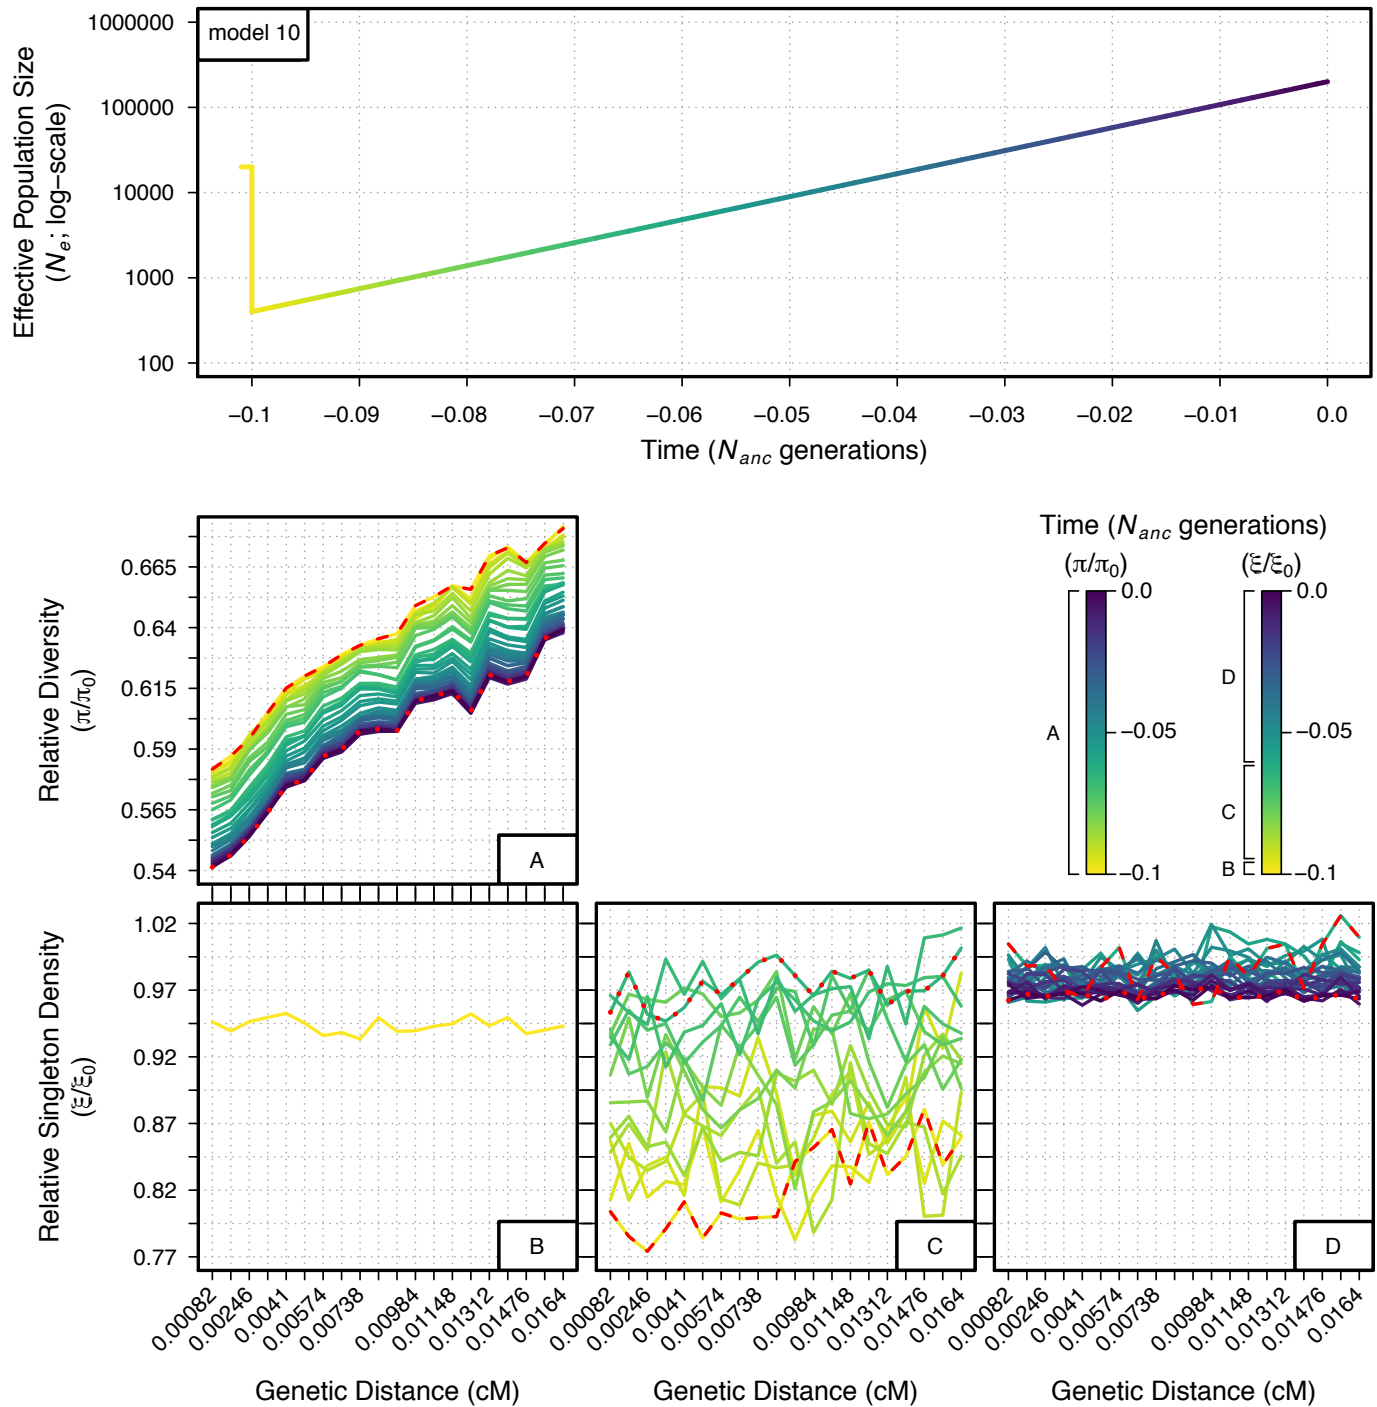 model 10
Effective Population Size
(Ne; log−scale)
1000000
100000
10000
1000
100
−0.1 −0.09 −0.08 −0.07 −0.06 −0.05 −0.04 −0.03 −0.02 −0.01 0.0
Time (Nanc generations)
Relative Diversity
(π/π0)
0.665
0.64
0.615
0.59
0.565
0.54
A
Time (Nanc generations)
(π/π0) (ξ/ξ0)
0.0 0.0
−0.05 −0.05
−0.1 −0.1
A
D
C
B
Relative Singleton Density
(ξ/ξ0)
1.02
0.97
0.92
0.87
0.82
0.77
B
C
D
0.00082 0.00246 0.0041 0.00574 0.00738 0.00984 0.01148 0.01312 0.01476 0.0164
0.00082 0.00246 0.0041 0.00574 0.00738 0.00984 0.01148 0.01312 0.01476 0.0164
0.00082 0.00246 0.0041 0.00574 0.00738 0.00984 0.01148 0.01312 0.01476 0.0164
Genetic Distance (cM)
Genetic Distance (cM)
Genetic Distance (cM)